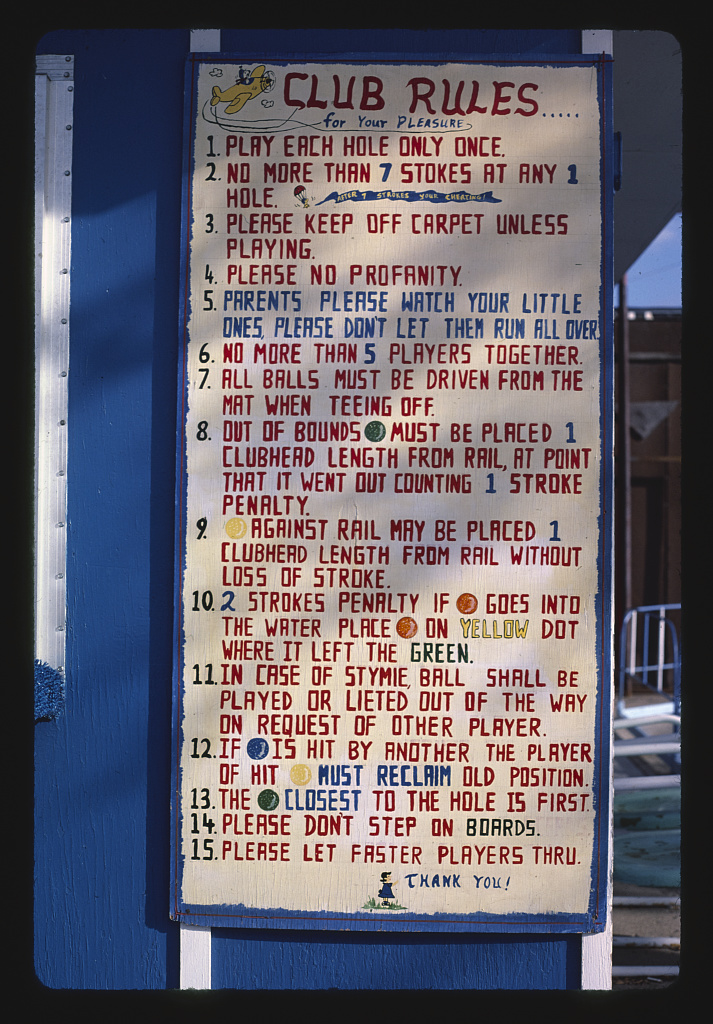 CLUB RULES.....
for Your PLEASURE
1. PLAY EACH HOLE ONLY ONCE.
2. NO MORE THAN 7 STOKES AT ANY 1
HOLE. AFTER 7 STROKES YOUR CHEATING!
3. PLEASE KEEP OFF CARPET UNLESS
PLAYING.
4. PLEASE NO PROFANITY.
5. PARENTS PLEASE WATCH YOUR LITTLE
ONES, PLEASE DON'T LET THEM RUN ALL OVER
6. NO MORE THAN 5 PLAYERS TOGETHER.
7. ALL BALLS MUST BE DRIVEN FROM THE
MAT WHEN TEEING OFF.
8. OUT OF BOUNDS MUST BE PLACED 1
CLUBHEAD LENGTH FROM RAIL, AT POINT
THAT IT WENT OUT COUNTING 1 STROKE
PENALTY.
9. AGAINST RAIL MAY BE PLACED 1
CLUBHEAD LENGTH FROM RAIL WITHOUT
LOSS OF STROKE.
10. 2 STROKES PENALTY IF GOES INTO
THE WATER PLACE ON YELLOW DOT
WHERE IT LEFT THE GREEN.
11. IN CASE OF STYMIE, BALL SHALL BE
PLAYED OR LIETED OUT OF THE WAY
ON REQUEST OF OTHER PLAYER.
12. IF IS HIT BY ANOTHER THE PLAYER
OF HIT MUST RECLAIM OLD POSITION.
13. THE CLOSEST TO THE HOLE IS FIRST.
14. PLEASE DON'T STEP ON BOARDS.
15. PLEASE LET FASTER PLAYERS THRU.
THANK YOU!